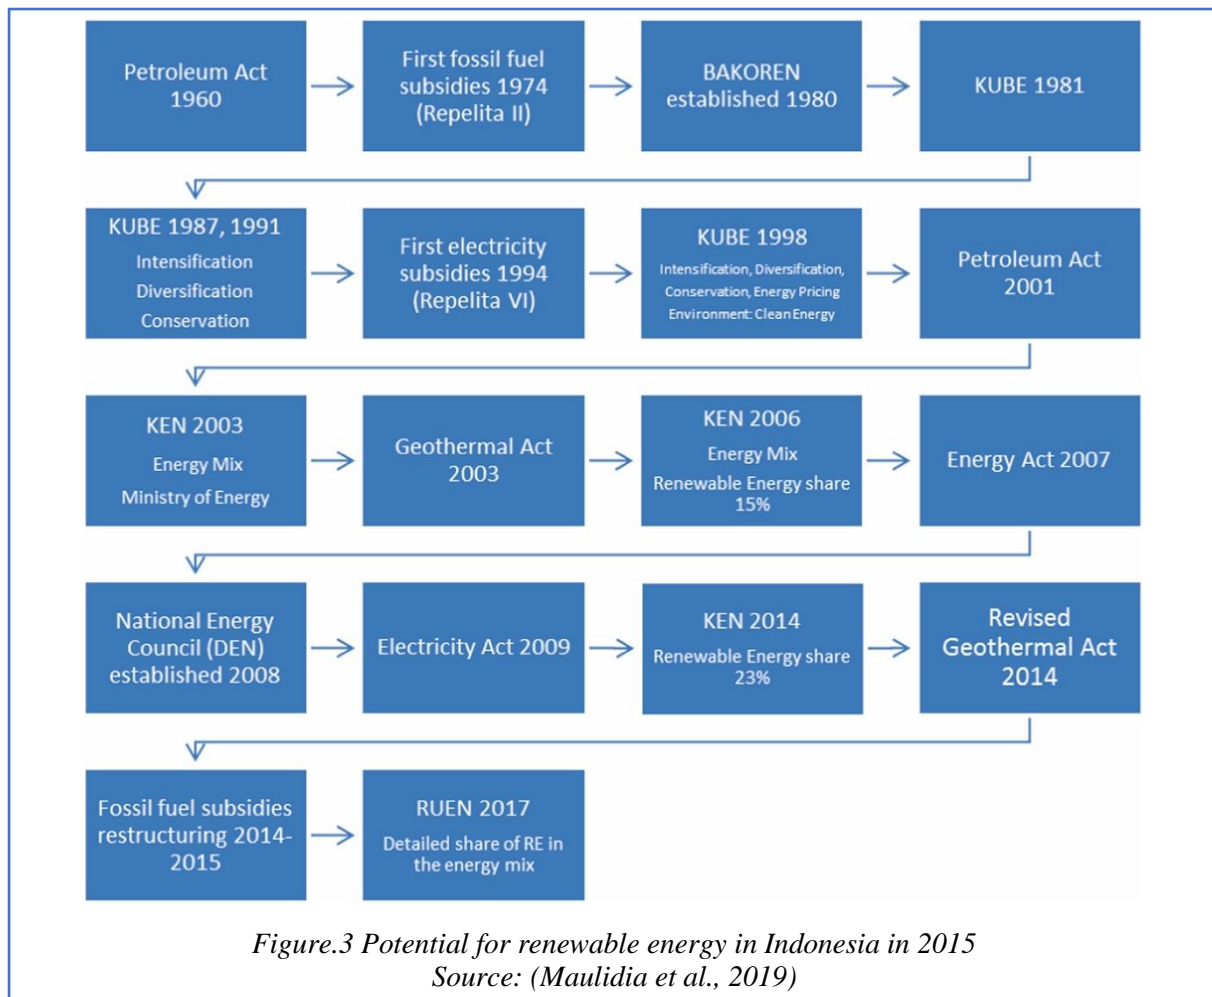 Petroleum Act
1960
First fossil fuel
subsidies 1974
(Repelita II)
BAKOREN
established 1980
KUBE 1981
KUBE 1987, 1991
Intensification
Diversification
Conservation
First electricity
subsidies 1994
(Repelita VI)
KUBE 1998
Intensification, Diversification,
Conservation, Energy Pricing
Environment: Clean Energy
Petroleum Act
2001
KEN 2003
Energy Mix
Ministry of Energy
Geothermal Act
2003
KEN 2006
Energy Mix
Renewable Energy share
15%
Energy Act 2007
National Energy
Council (DEN)
established 2008
Electricity Act 2009
KEN 2014
Renewable Energy share
23%
Revised
Geothermal Act
2014
Fossil fuel subsidies
restructuring 2014-
2015
RUEN 2017
Detailed share of RE in
the energy mix
Figure.3 Potential for renewable energy in Indonesia in 2015
Source: (Maulidia et al., 2019)